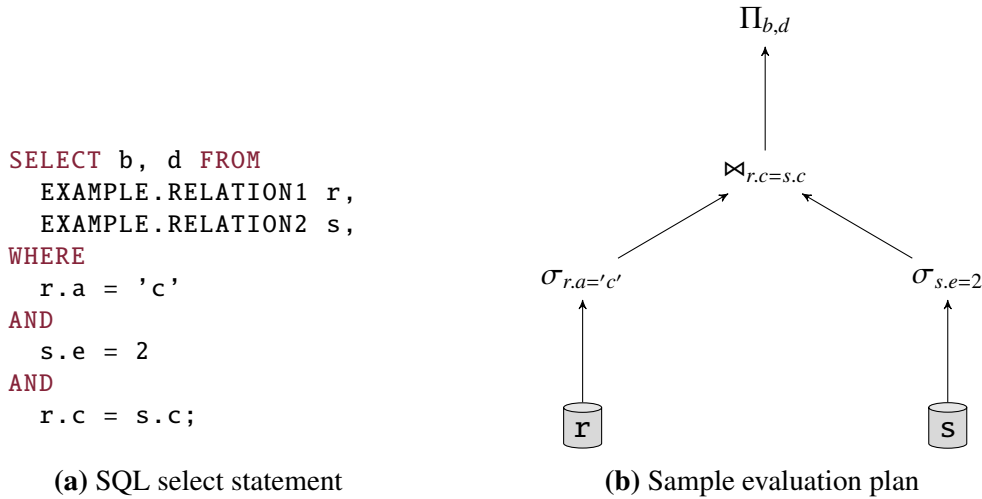 SELECT b, d FROM
EXAMPLE.RELATION1 r,
EXAMPLE.RELATION2 s,
WHERE
r.a = 'c'
AND
s.e = 2
AND
r.c = s.c;
(a) SQL select statement
Π_{b,d}
⋈_{r.c=s.c}
σ_{r.a='c'} σ_{s.e=2}
r s
(b) Sample evaluation plan